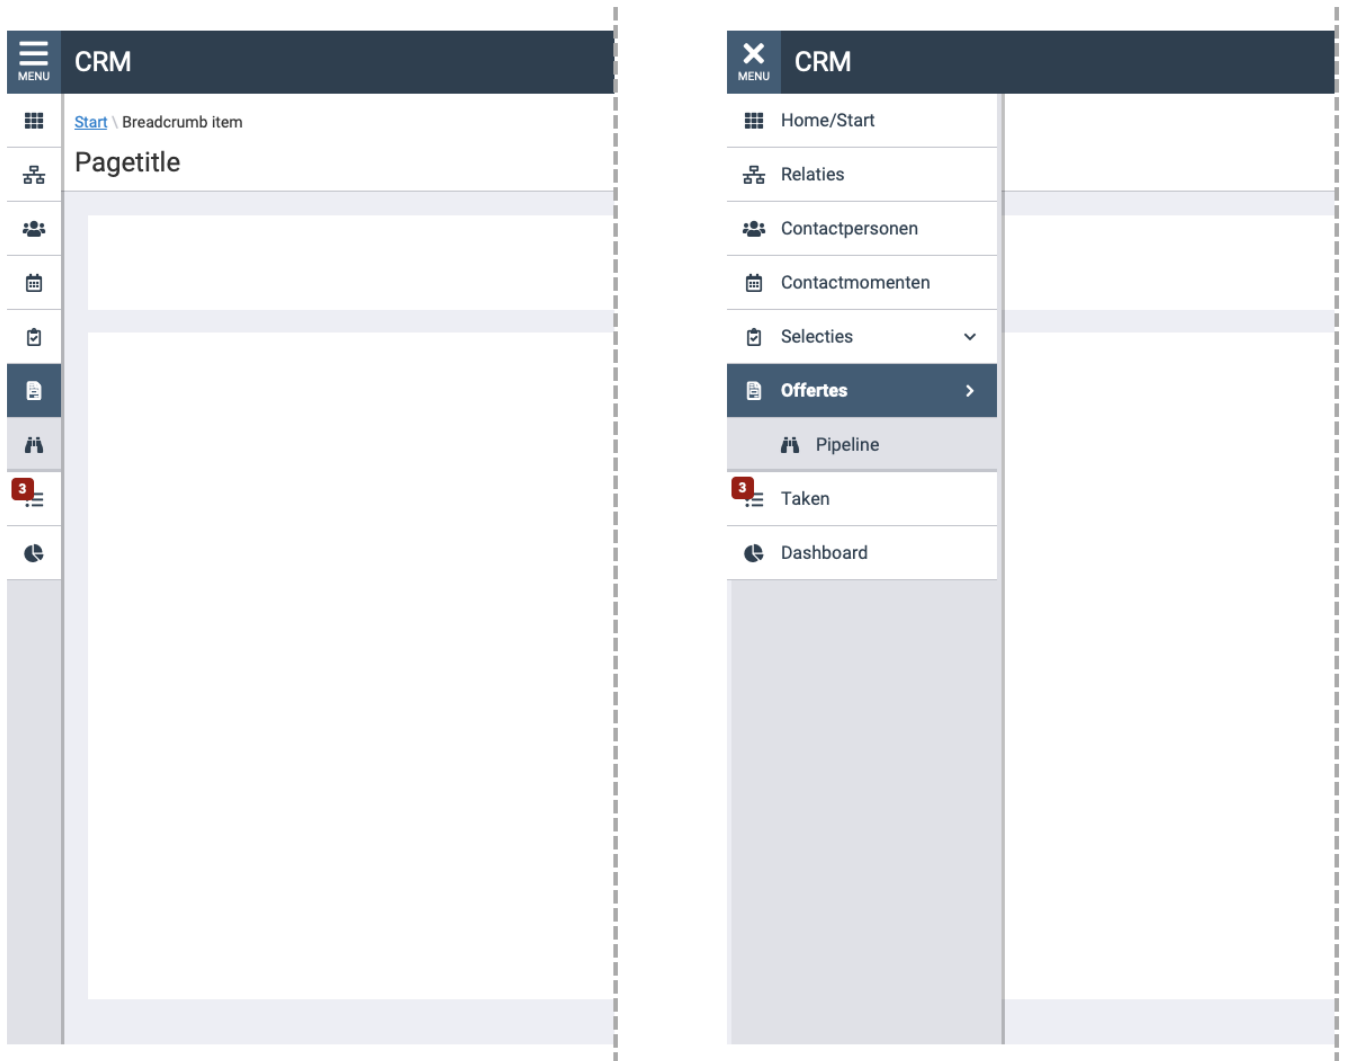 MENU
CRM
Start \ Breadcrumb item
Pagetitle
3
MENU
CRM
Home/Start
Relaties
Contactpersonen
Contactmomenten
Selecties
Offertes
Pipeline
3
Taken
Dashboard